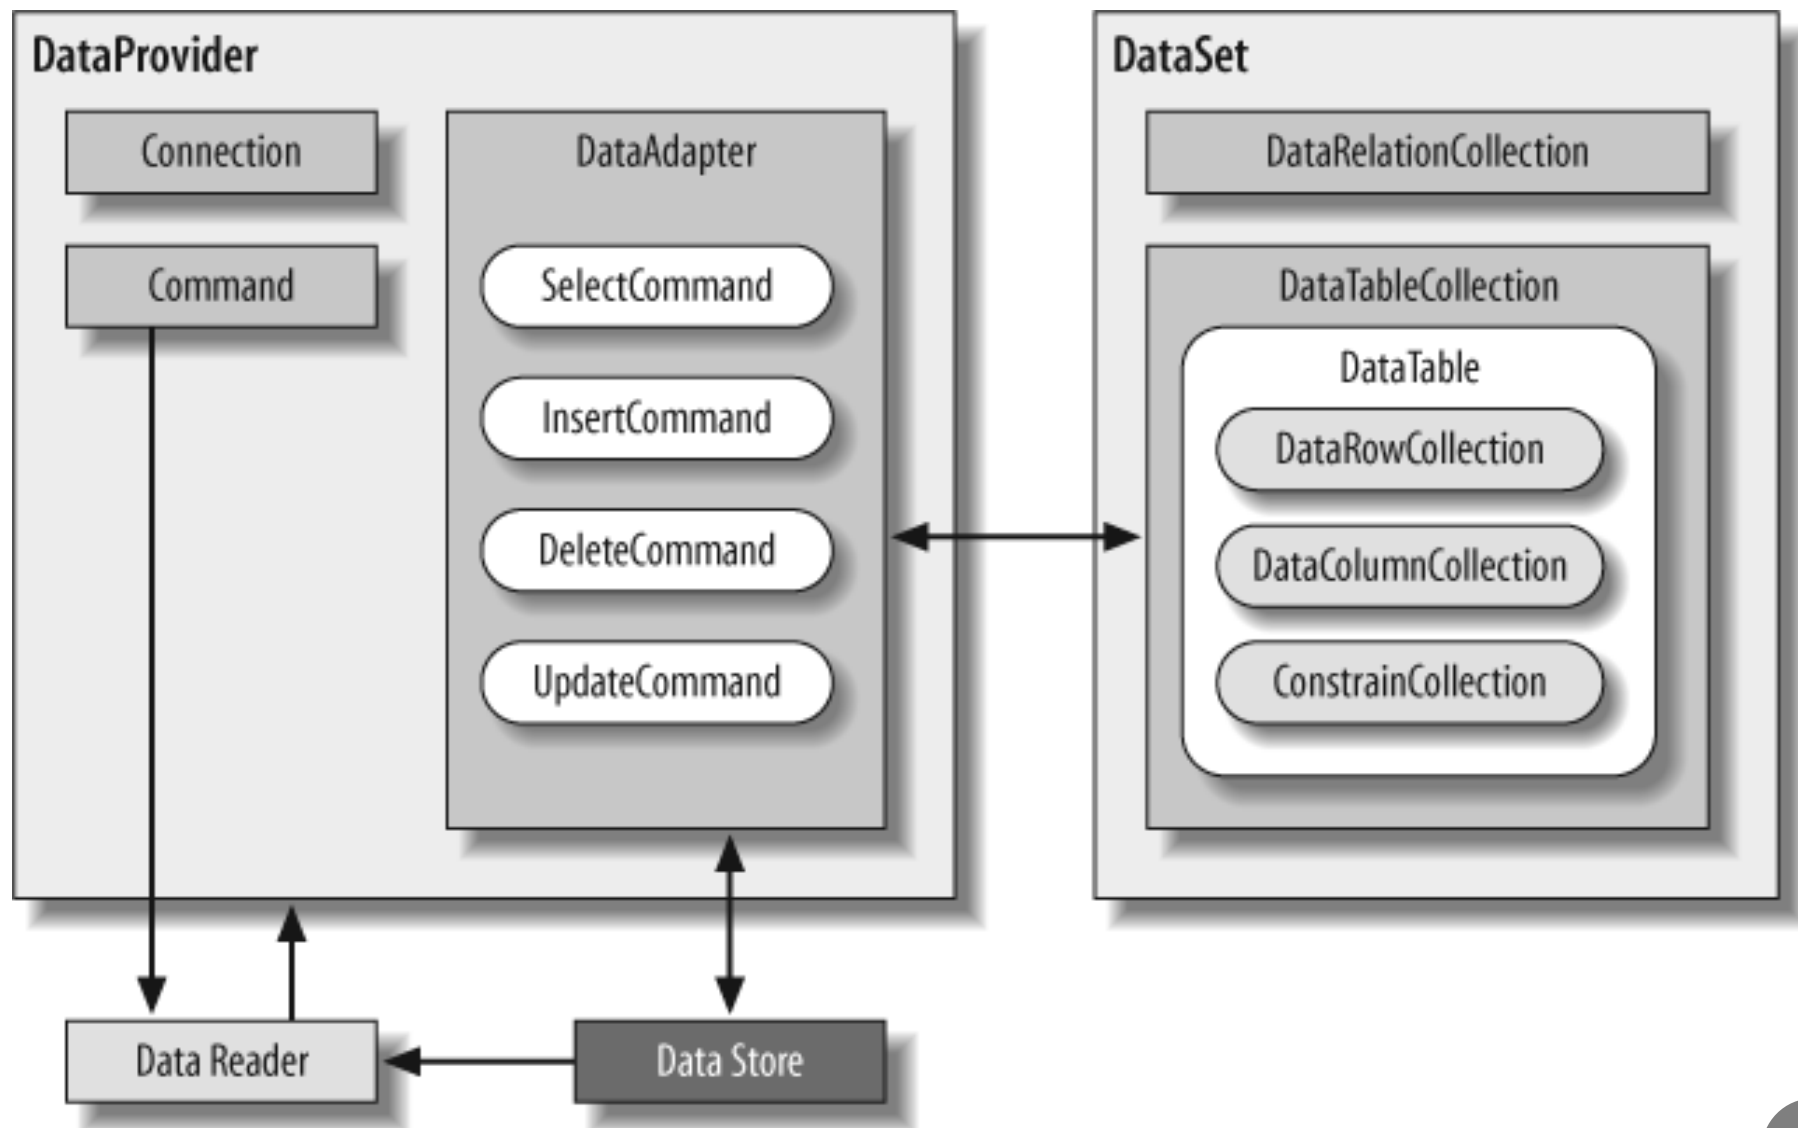 DataProvider
Connection
Command
DataAdapter
SelectCommand
InsertCommand
DeleteCommand
UpdateCommand
DataSet
DataRelationCollection
DataTableCollection
DataTable
DataRowCollection
DataColumnCollection
ConstrainCollection
Data Reader
Data Store